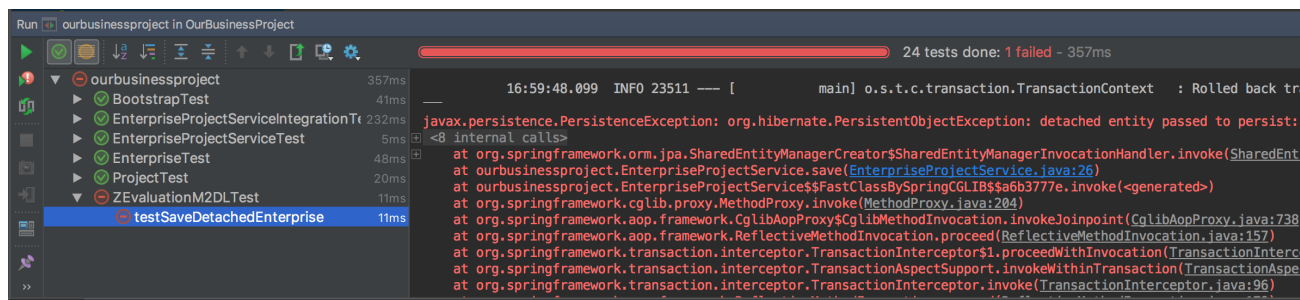 Run ourbusinessproject in OurBusinessProject
24 tests done: 1 failed - 357ms
ourbusinessproject 357ms
BootstrapTest 41ms
EnterpriseProjectServiceIntegrationTe 232ms
EnterpriseProjectServiceTest 5ms
EnterpriseTest 48ms
ProjectTest 20ms
ZEvaluationM2DLTest 11ms
testSaveDetachedEnterprise 11ms
16:59:48.099 INFO 23511 --- [ main] o.s.t.c.transaction.TransactionContext : Rolled back tr
javax.persistence.PersistenceException: org.hibernate.PersistentObjectException: detached entity passed to persist:
<8 internal calls>
at org.springframework.orm.jpa.SharedEntityManagerCreator$SharedEntityManagerInvocationHandler.invoke(SharedEnt
at ourbusinessproject.EnterpriseProjectService.save(EnterpriseProjectService.java:26)
at ourbusinessproject.EnterpriseProjectService$$FastClassBySpringCGLIB$$a6b3777e.invoke(<generated>)
at org.springframework.cglib.proxy.MethodProxy.invoke(MethodProxy.java:204)
at org.springframework.aop.framework.CglibAopProxy$CglibMethodInvocation.invokeJoinpoint(CglibAopProxy.java:738
at org.springframework.aop.framework.ReflectiveMethodInvocation.proceed(ReflectiveMethodInvocation.java:157)
at org.springframework.transaction.interceptor.TransactionInterceptor$1.proceedWithInvocation(TransactionInterc
at org.springframework.transaction.interceptor.TransactionAspectSupport.invokeWithinTransaction(TransactionAspe
at org.springframework.transaction.interceptor.TransactionInterceptor.invoke(TransactionInterceptor.java:96)